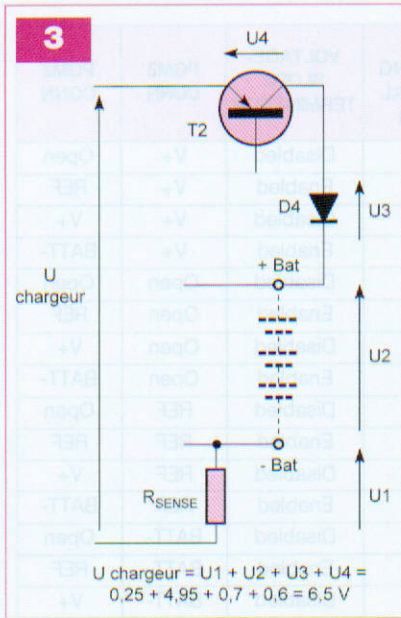 3
U4
T2
D4
U3
+ Bat
U
chargeur
U2
- Bat
RSENSE
U1
U chargeur = U1 + U2 + U3 + U4 =
0,25 + 4,95 + 0,7 + 0,6 = 6,5 V